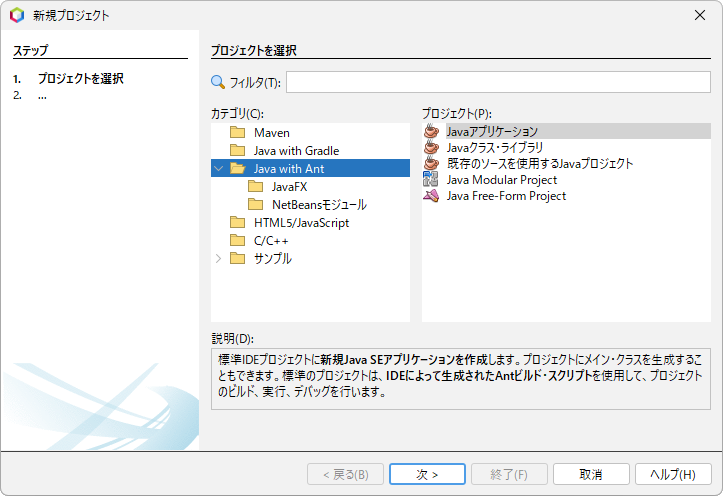 新規プロジェクト
ステップ
1. プロジェクトを選択
2. ...
プロジェクトを選択
フィルタ(T):
カテゴリ(C):
Maven
Java with Gradle
Java with Ant
JavaFX
NetBeansモジュール
HTML5/JavaScript
C/C++
サンプル
プロジェクト(P):
Javaアプリケーション
Javaクラス・ライブラリ
既存のソースを使用するJavaプロジェクト
Java Modular Project
Java Free-Form Project
説明(D):
標準IDEプロジェクトに新規Java SEアプリケーションを作成します。プロジェクトにメイン・クラスを生成するこ
ともできます。標準のプロジェクトは、IDEによって生成されたAntビルド・スクリプトを使用して、プロジェクト
のビルド、実行、デバッグを行います。
< 戻る(B)
次 >
終了(F)
取消
ヘルプ(H)